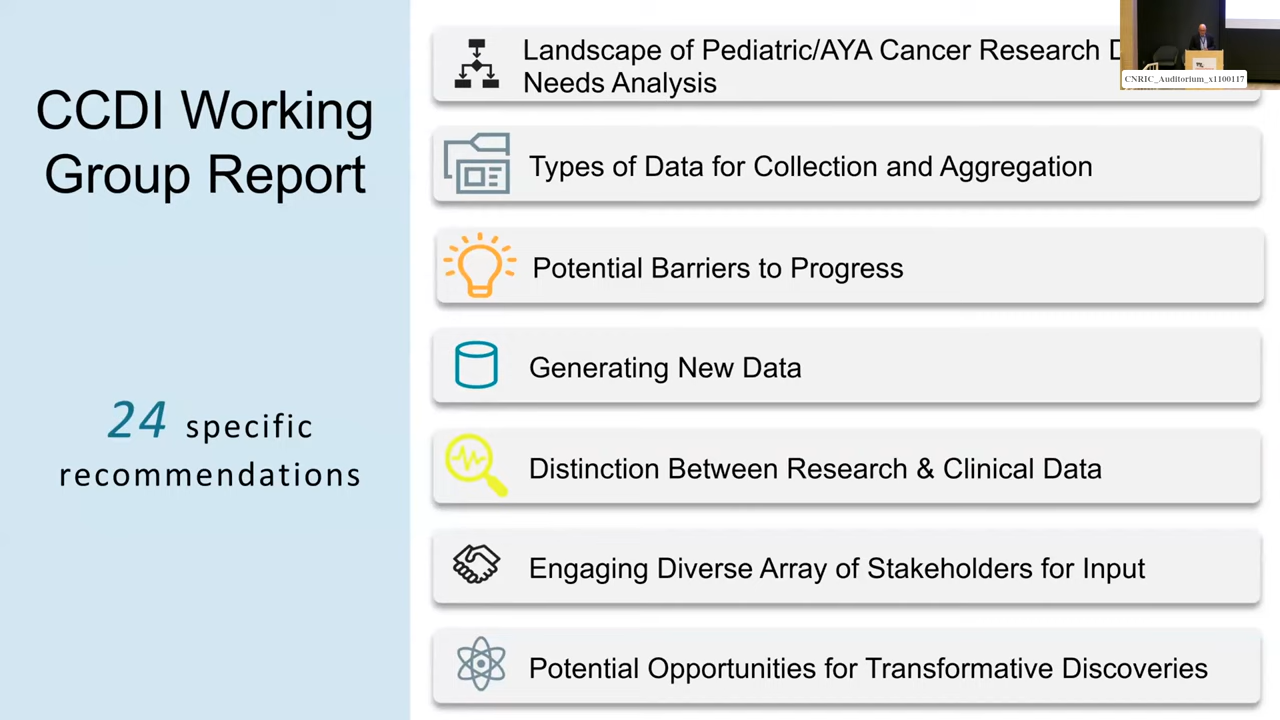 CCDI Working
Group Report
24 specific
recommendations
Landscape of Pediatric/AYA Cancer Research
Needs Analysis
Types of Data for Collection and Aggregation
Potential Barriers to Progress
Generating New Data
Distinction Between Research & Clinical Data
Engaging Diverse Array of Stakeholders for Input
Potential Opportunities for Transformative Discoveries
CNRIC_Auditorium_x1100117